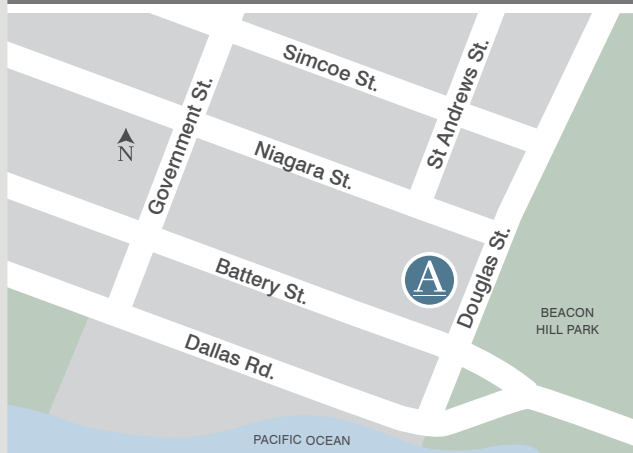 Simcoe St.
St Andrews St.
Government St.
N
Niagara St.
Douglas St.
A
Battery St.
BEACON
HILL PARK
Dallas Rd.
PACIFIC OCEAN